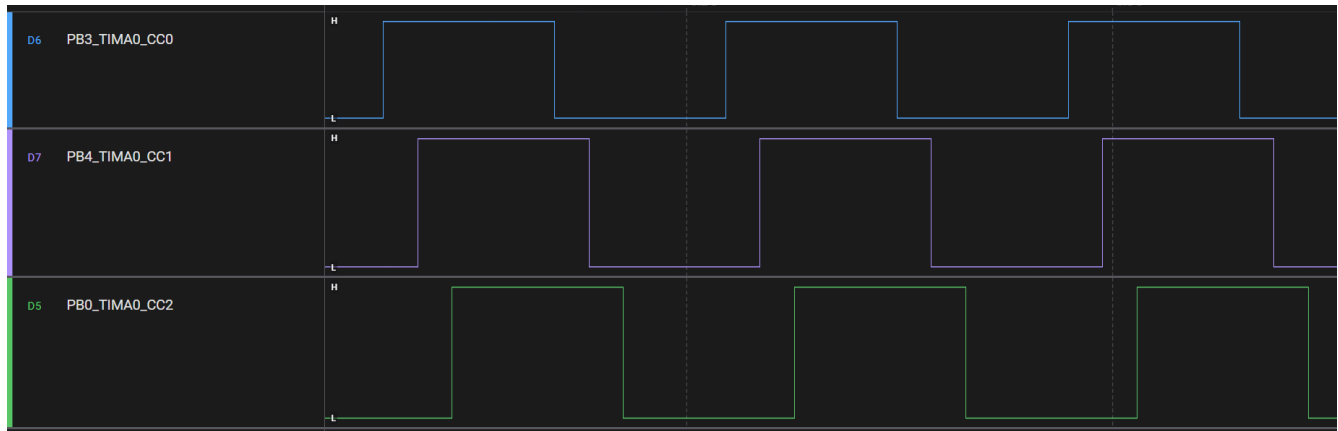 H
D6 PB3_TIMA0_CC0
L
H
D7 PB4_TIMA0_CC1
L
H
D5 PB0_TIMA0_CC2
L